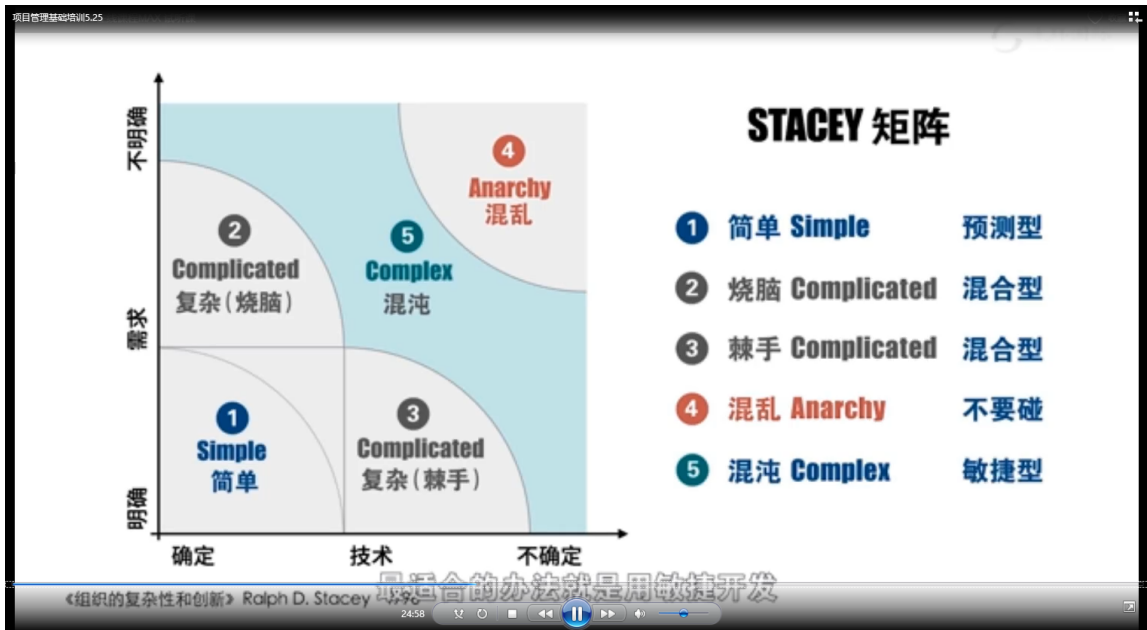 项目管理基础培训5.25
STACEY 矩阵
不明确
需求
明确
确定
技术
不确定
4
Anarchy
混乱
2
Complicated
复杂(烧脑)
5
Complex
混沌
1
Simple
简单
3
Complicated
复杂(棘手)
1 简单 Simple 预测型
2 烧脑 Complicated 混合型
3 棘手 Complicated 混合型
4 混乱 Anarchy 不要碰
5 混沌 Complex 敏捷型
最适合的办法就是用敏捷开发
《组织的复杂性和创新》 Ralph D. Stacey
24:58